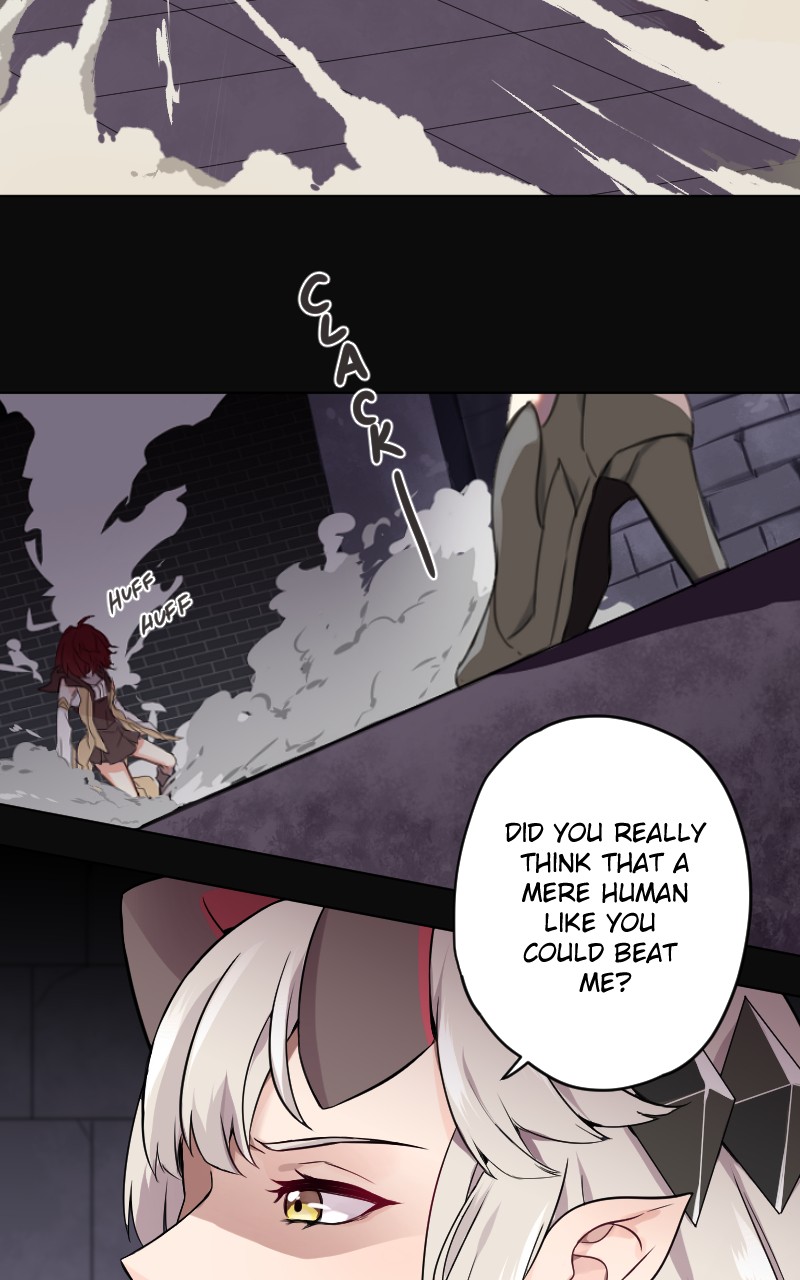 CLACK
HUFF
HUFF
DID YOU REALLY
THINK THAT A
MERE HUMAN
LIKE YOU
COULD BEAT
ME?